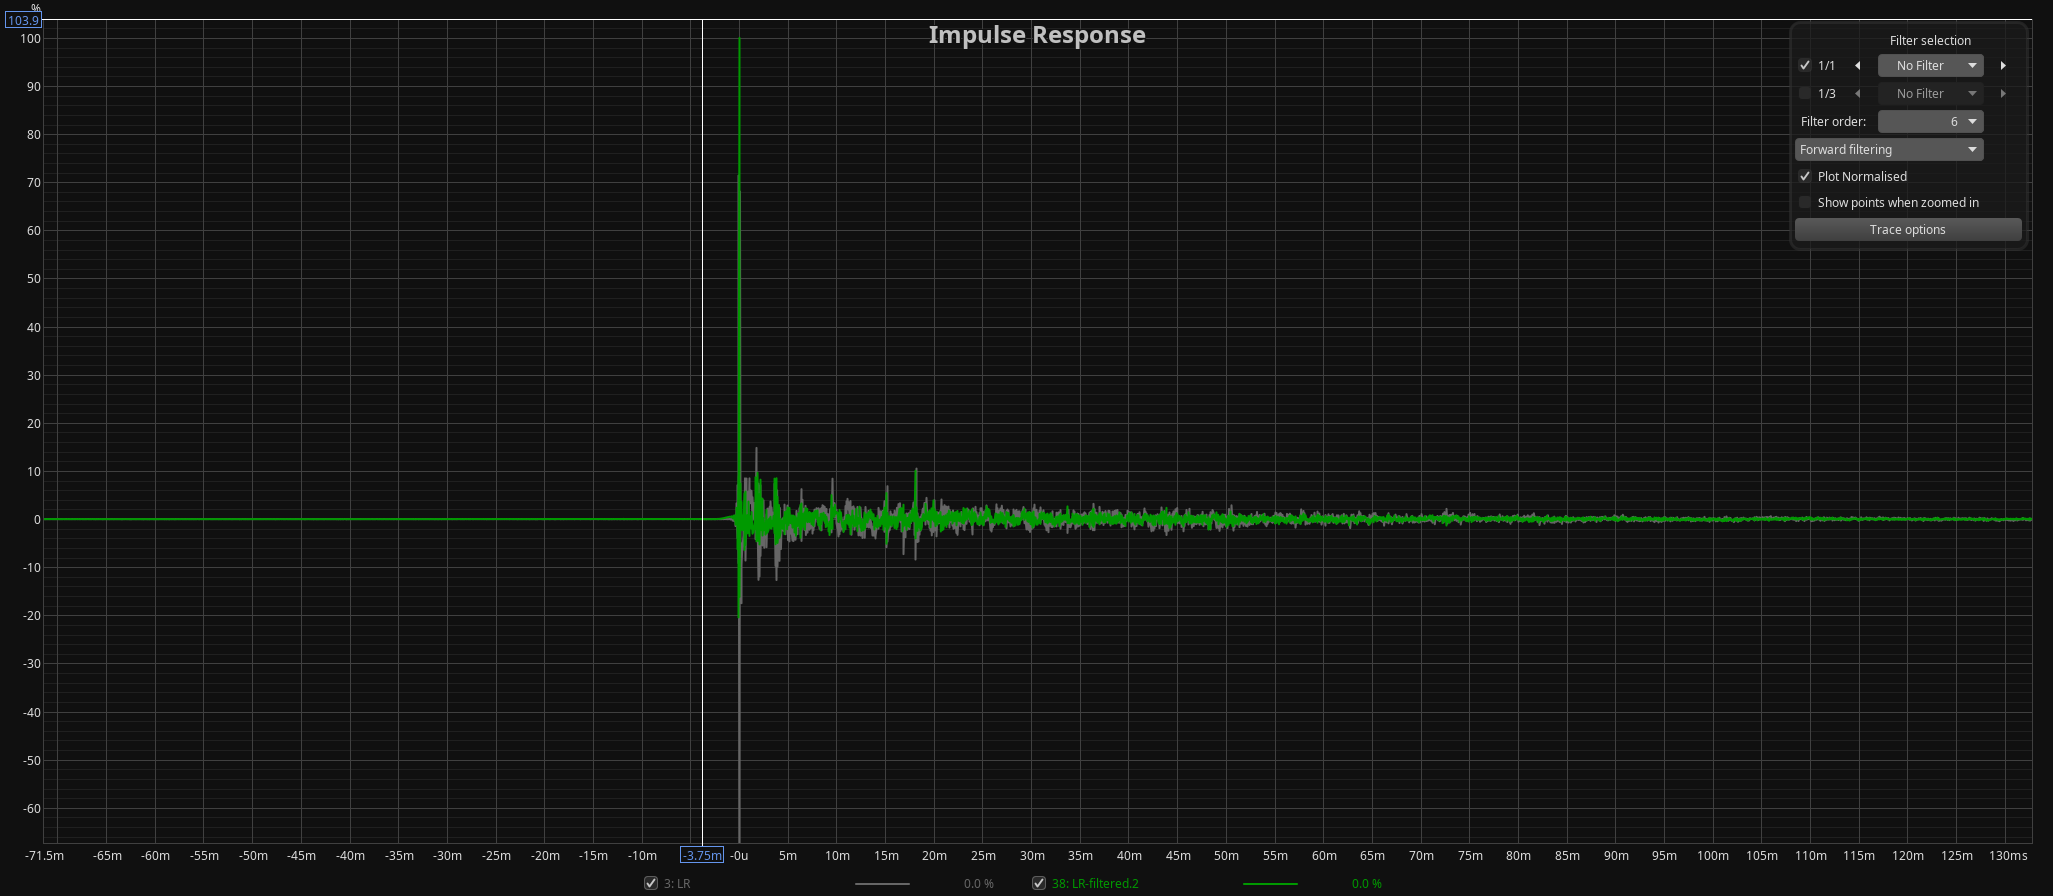 %
103.9
Impulse Response
100
90
80
70
60
50
40
30
20
10
0
-10
-20
-30
-40
-50
-60
Filter selection
1/1 No Filter
1/3 No Filter
Filter order: 6
Forward filtering
Plot Normalised
Show points when zoomed in
Trace options
-71.5m -65m -60m -55m -50m -45m -40m -35m -30m -25m -20m -15m -10m -3.75m -0u 5m 10m 15m 20m 25m 30m 35m 40m 45m 50m 55m 60m 65m 70m 75m 80m 85m 90m 95m 100m 105m 110m 115m 120m 125m 130ms
3: LR 0.0 % 38: LR-filtered.2 0.0 %